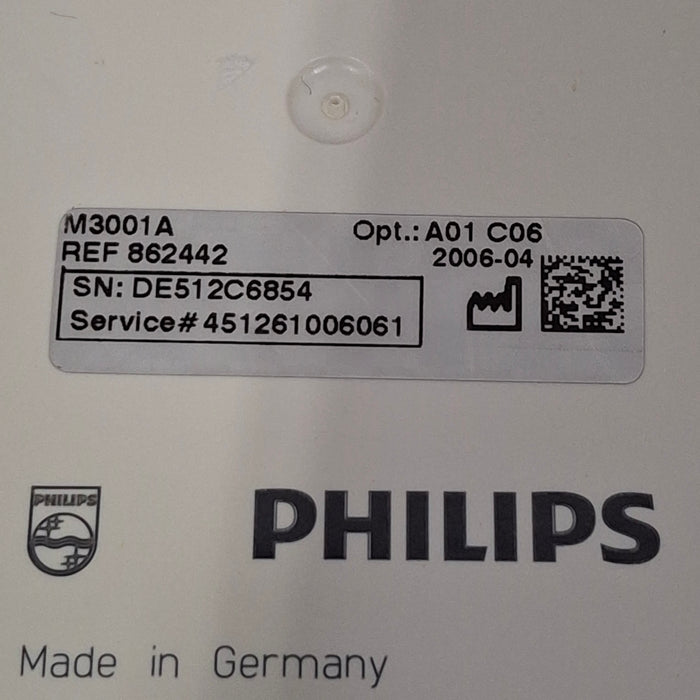 M3001A Opt.: A01 C06
REF 862442 2006-04
SN: DE512C6854
Service# 451261006061
PHILIPS
PHILIPS
Made in Germany